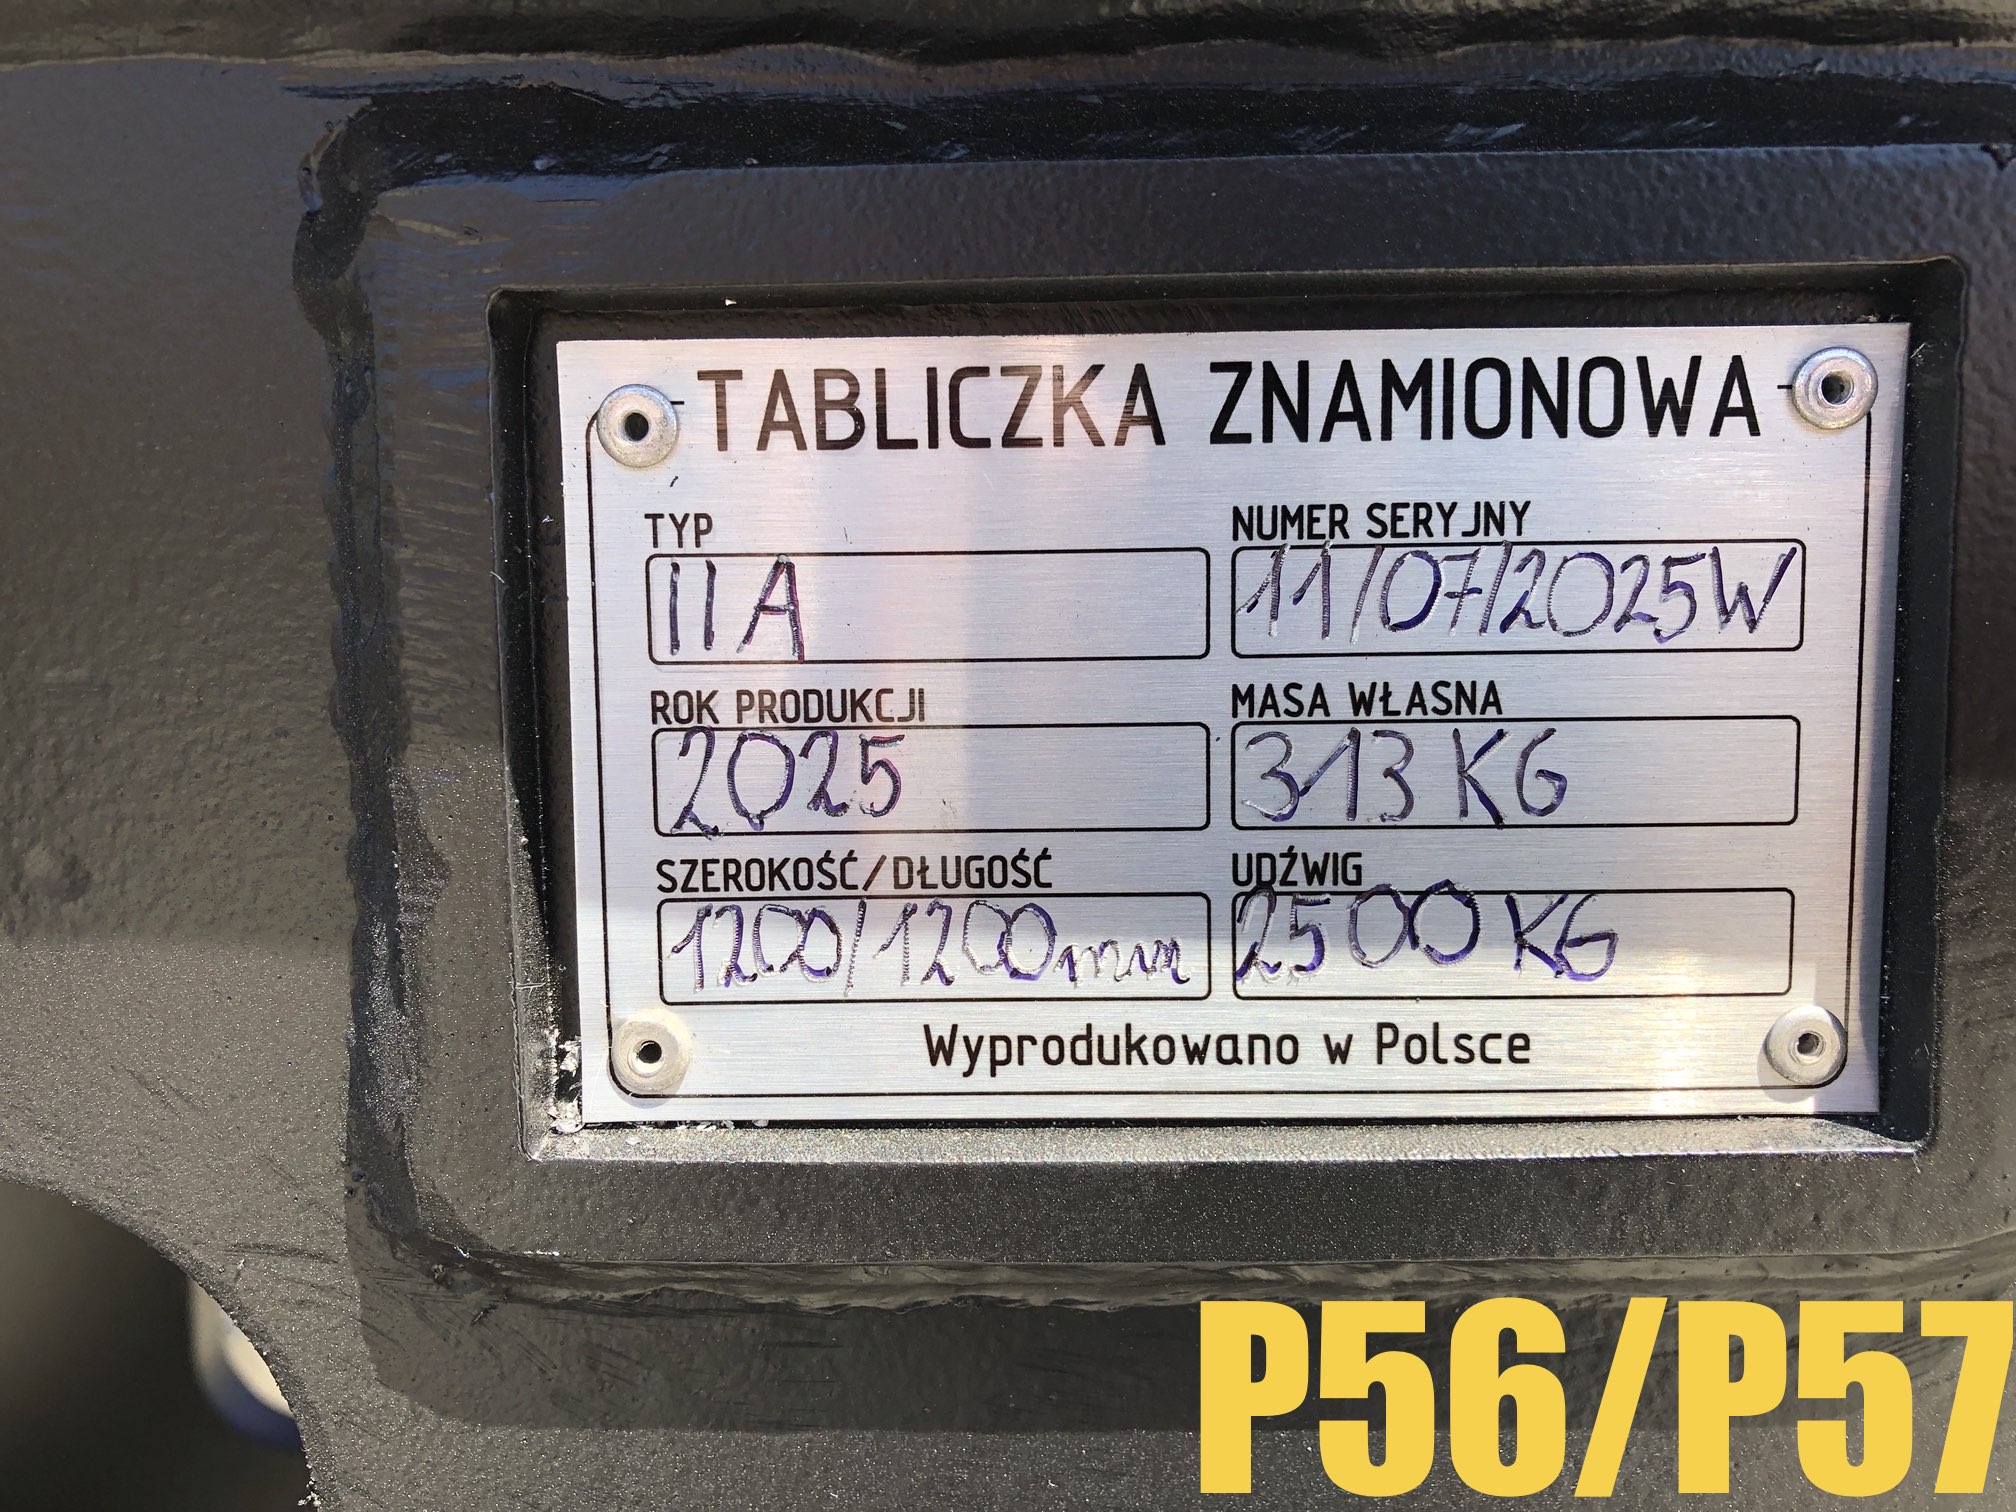 TABLICZKA ZNAMIONOWA
TYP
IIA
NUMER SERYJNY
11/07/2025W
ROK PRODUKCJI
2025
MASA WŁASNA
313 KG
SZEROKOŚĆ/DŁUGOŚĆ
1200/1200mm
UDŹWIG
2500 KG
Wyprodukowano w Polsce
P56/P57